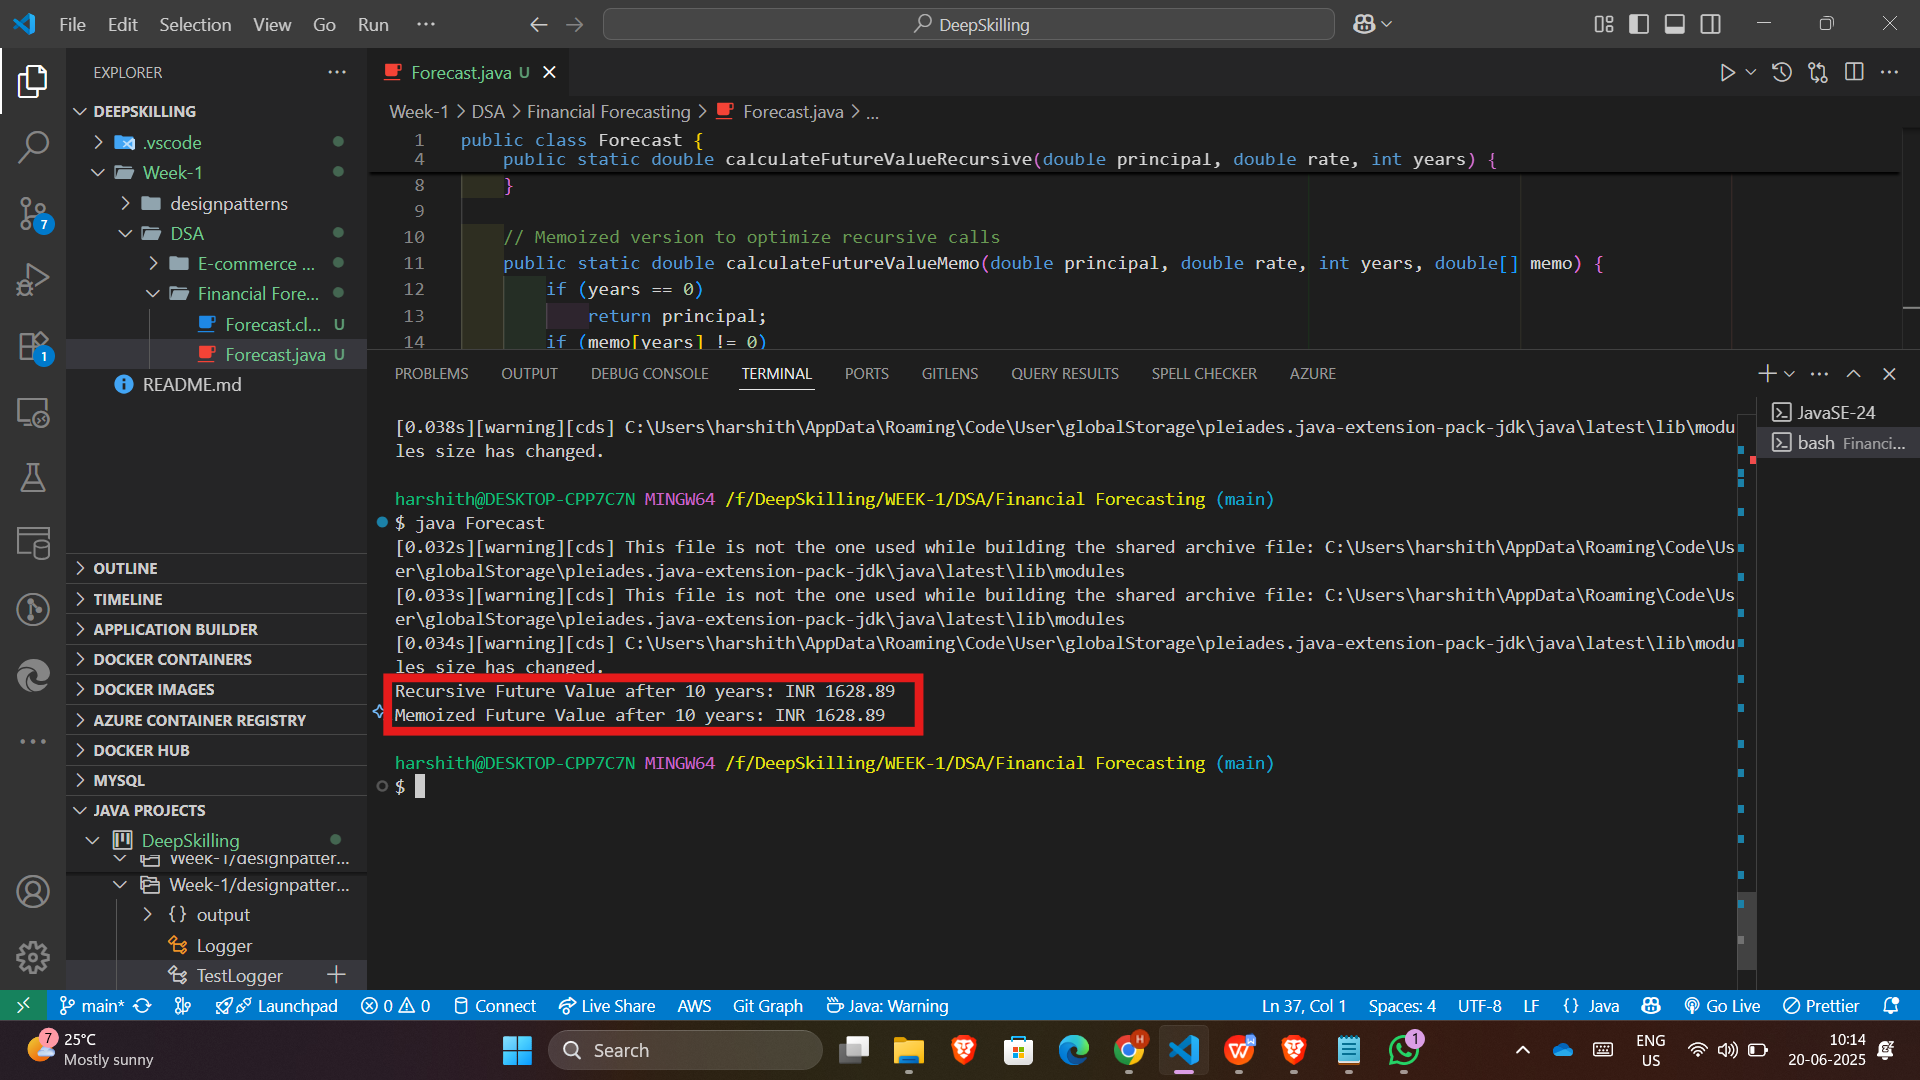 File Edit Selection View Go Run ...
DeepSkilling
EXPLORER
DEEPSKILLING
.vscode
Week-1
designpatterns
DSA
E-commerce ...
Financial Fore...
Forecast.cl... U
Forecast.java U
README.md
OUTLINE
TIMELINE
APPLICATION BUILDER
DOCKER CONTAINERS
DOCKER IMAGES
AZURE CONTAINER REGISTRY
DOCKER HUB
MYSQL
JAVA PROJECTS
DeepSkilling
Week-1/designpatter...
Week-1/designpatter...
{} output
Logger
TestLogger
7
1
Forecast.java U
Week-1 > DSA > Financial Forecasting > Forecast.java > ...
1 public class Forecast {
4 public static double calculateFutureValueRecursive(double principal, double rate, int years) {
8 }
9
10 // Memoized version to optimize recursive calls
11 public static double calculateFutureValueMemo(double principal, double rate, int years, double[] memo) {
12 if (years == 0)
13 return principal;
14 if (memo[years] != 0)
PROBLEMS OUTPUT DEBUG CONSOLE TERMINAL PORTS GITLENS QUERY RESULTS SPELL CHECKER AZURE
JavaSE-24
bash Financi...
[0.038s][warning][cds] C:\Users\harshith\AppData\Roaming\Code\User\globalStorage\pleiades.java-extension-pack-jdk\java\latest\lib\modu
les size has changed.
harshith@DESKTOP-CPP7C7N MINGW64 /f/DeepSkilling/WEEK-1/DSA/Financial Forecasting (main)
$ java Forecast
[0.032s][warning][cds] This file is not the one used while building the shared archive file: C:\Users\harshith\AppData\Roaming\Code\Us
er\globalStorage\pleiades.java-extension-pack-jdk\java\latest\lib\modules
[0.033s][warning][cds] This file is not the one used while building the shared archive file: C:\Users\harshith\AppData\Roaming\Code\Us
er\globalStorage\pleiades.java-extension-pack-jdk\java\latest\lib\modules
[0.034s][warning][cds] C:\Users\harshith\AppData\Roaming\Code\User\globalStorage\pleiades.java-extension-pack-jdk\java\latest\lib\modu
les size has changed.
Recursive Future Value after 10 years: INR 1628.89
Memoized Future Value after 10 years: INR 1628.89
harshith@DESKTOP-CPP7C7N MINGW64 /f/DeepSkilling/WEEK-1/DSA/Financial Forecasting (main)
$
main* Launchpad 0 0 Connect Live Share AWS Git Graph Java: Warning Ln 37, Col 1 Spaces: 4 UTF-8 LF {} Java Go Live Prettier
7
25°C
Mostly sunny
Search
H
W
1
ENG
US
10:14
20-06-2025